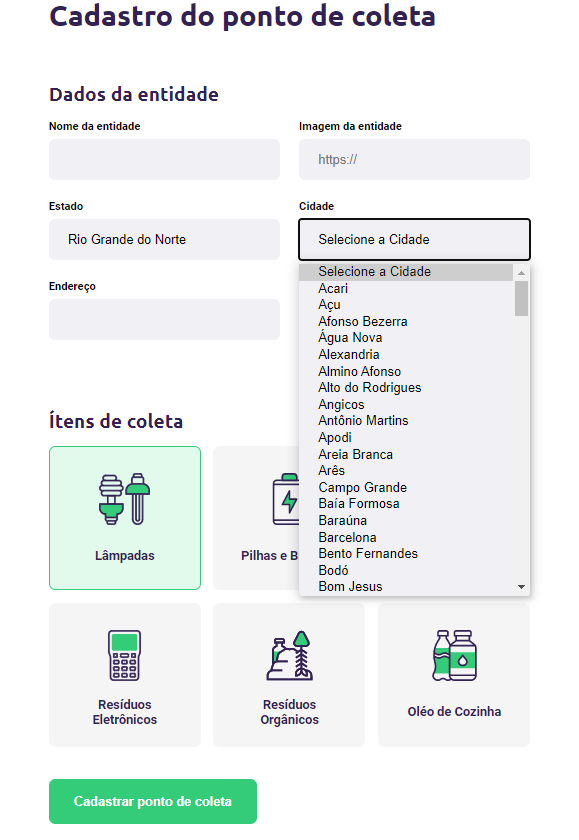 Cadastro do ponto de coleta
Dados da entidade
Nome da entidade
Imagem da entidade
https://
Estado
Cidade
Rio Grande do Norte
Selecione a Cidade
Selecione a Cidade
Acari
Açu
Afonso Bezerra
Água Nova
Alexandria
Almino Afonso
Alto do Rodrigues
Angicos
Antônio Martins
Apodi
Areia Branca
Arês
Campo Grande
Baía Formosa
Baraúna
Barcelona
Bento Fernandes
Bodó
Bom Jesus
Endereço
Ítens de coleta
Lâmpadas
Pilhas e B
Resíduos
Eletrônicos
Resíduos
Orgânicos
Oléo de Cozinha
Cadastrar ponto de coleta